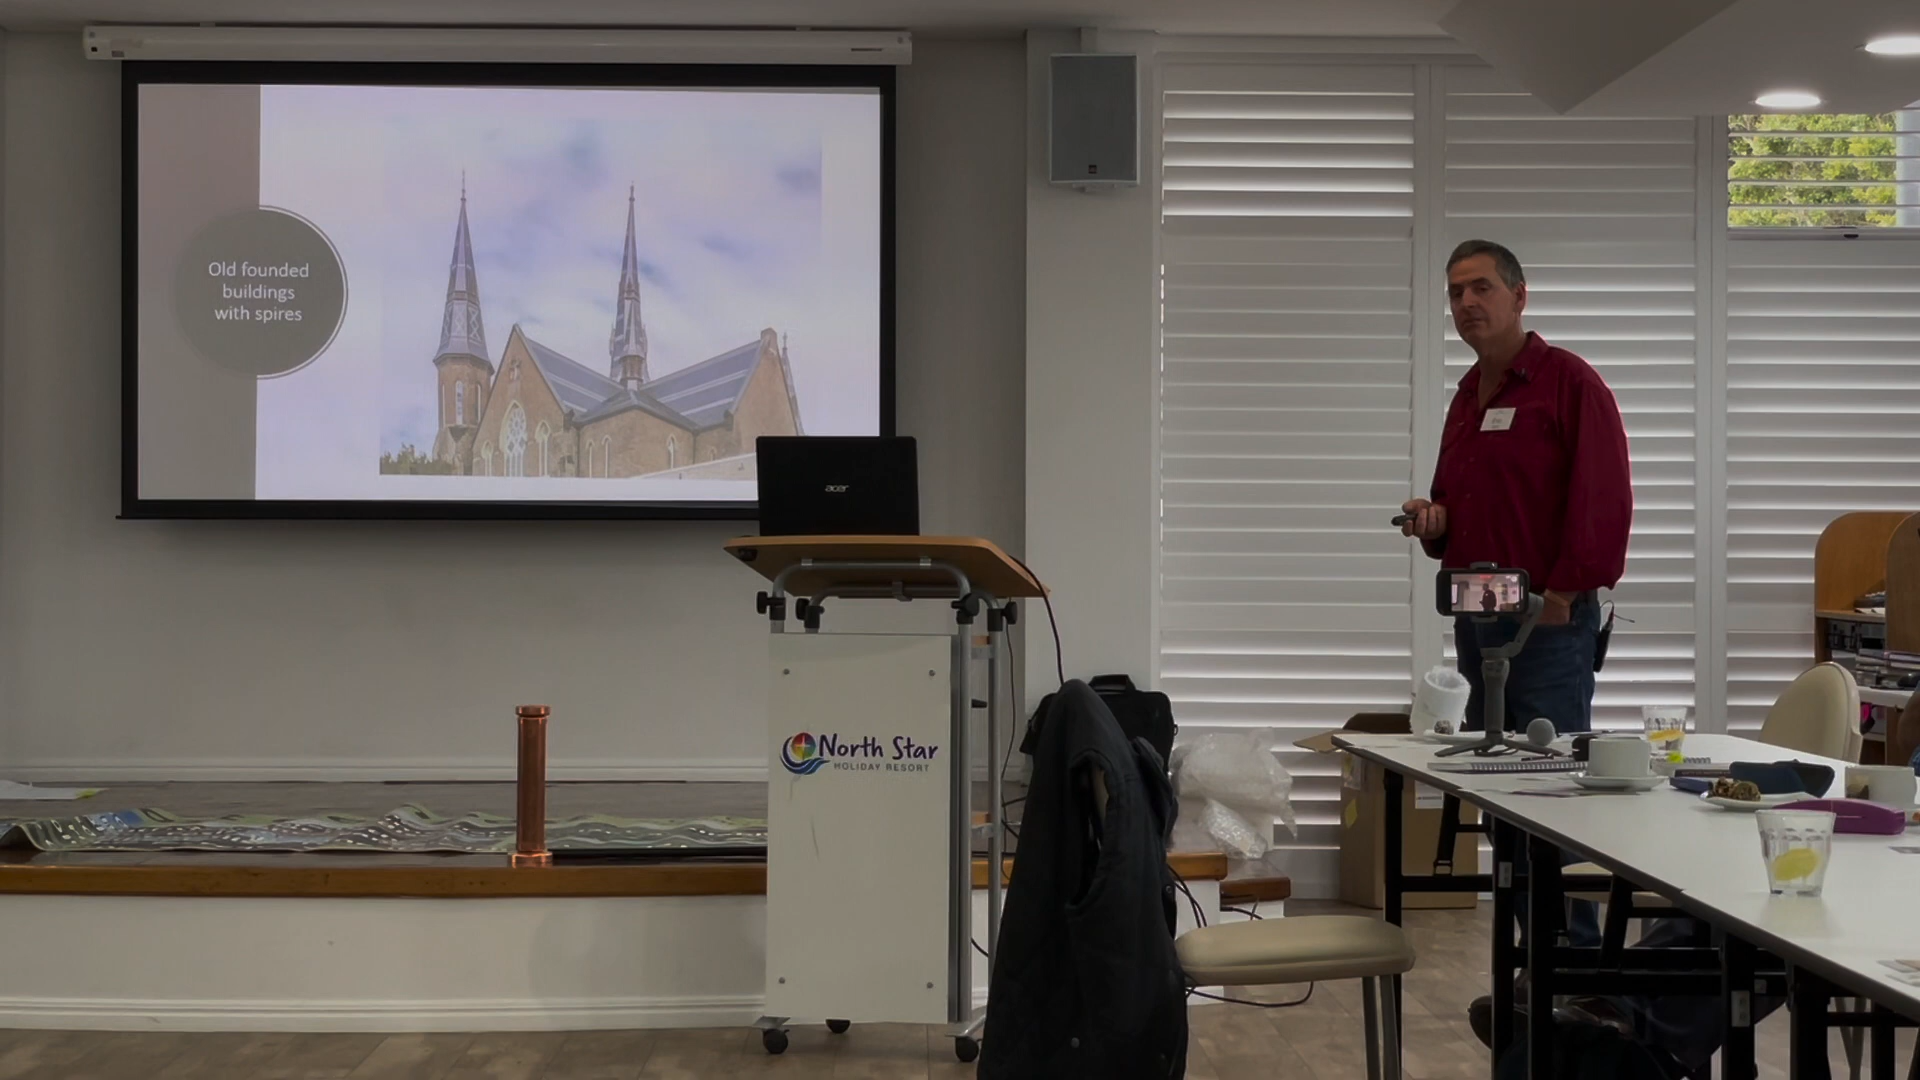 Old founded
buildings
with spires
acer
North Star
HOLIDAY RESORT